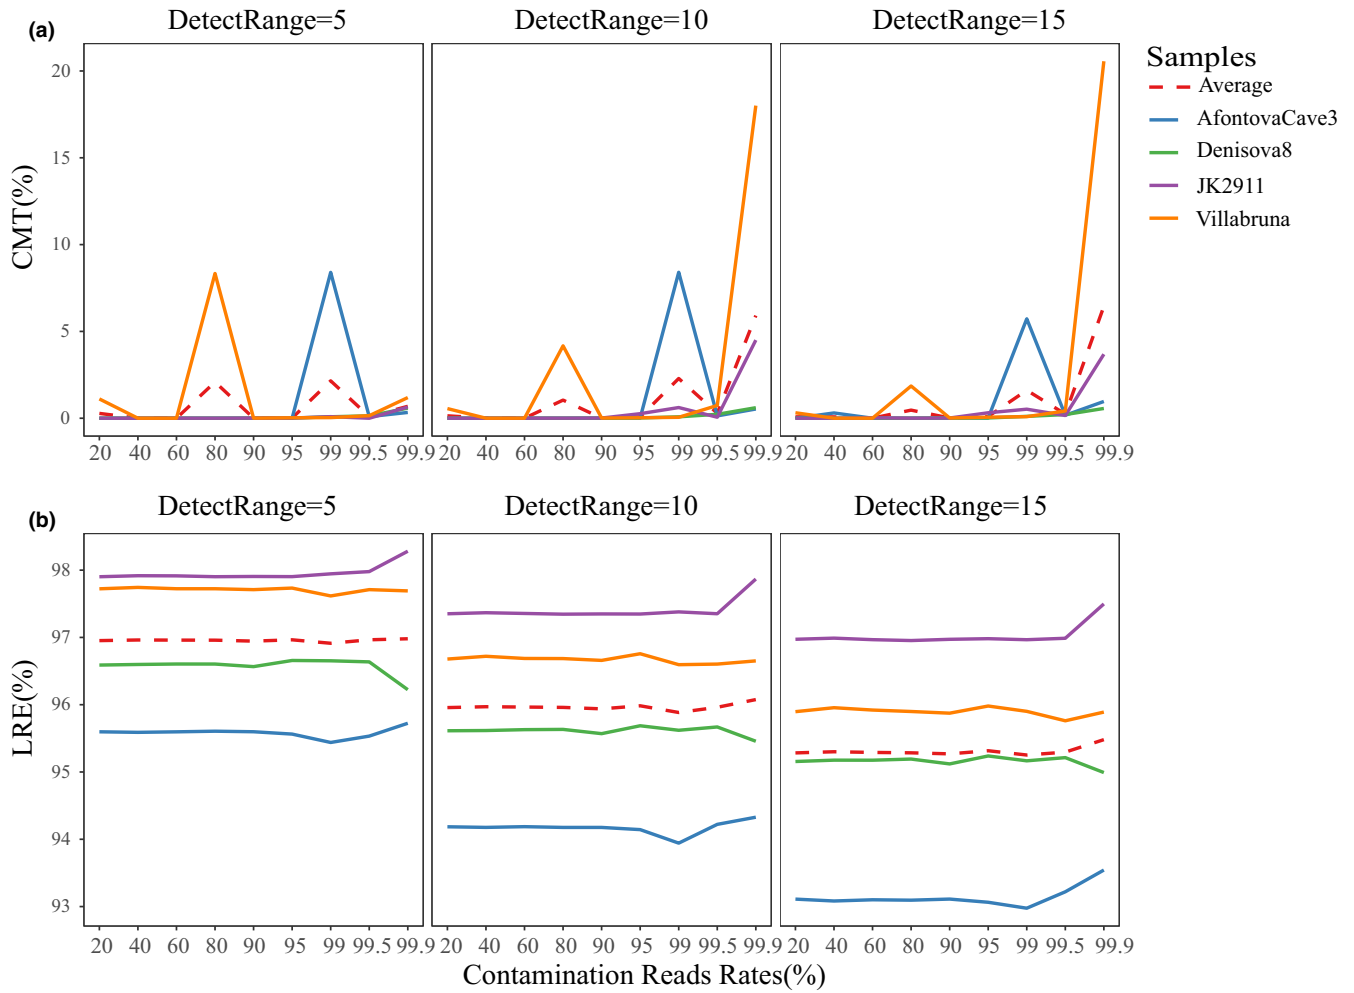 (a)
DetectRange=5 DetectRange=10 DetectRange=15
Samples
Average
AfontovaCave3
Denisova8
JK2911
Villabruna
CMT(%)
20
15
10
5
0
20 40 60 80 90 95 99 99.5 99.9 20 40 60 80 90 95 99 99.5 99.9 20 40 60 80 90 95 99 99.5 99.9
(b)
DetectRange=5 DetectRange=10 DetectRange=15
LRE(%)
98
97
96
95
94
93
20 40 60 80 90 95 99 99.5 99.9 20 40 60 80 90 95 99 99.5 99.9 20 40 60 80 90 95 99 99.5 99.9
Contamination Reads Rates(%)